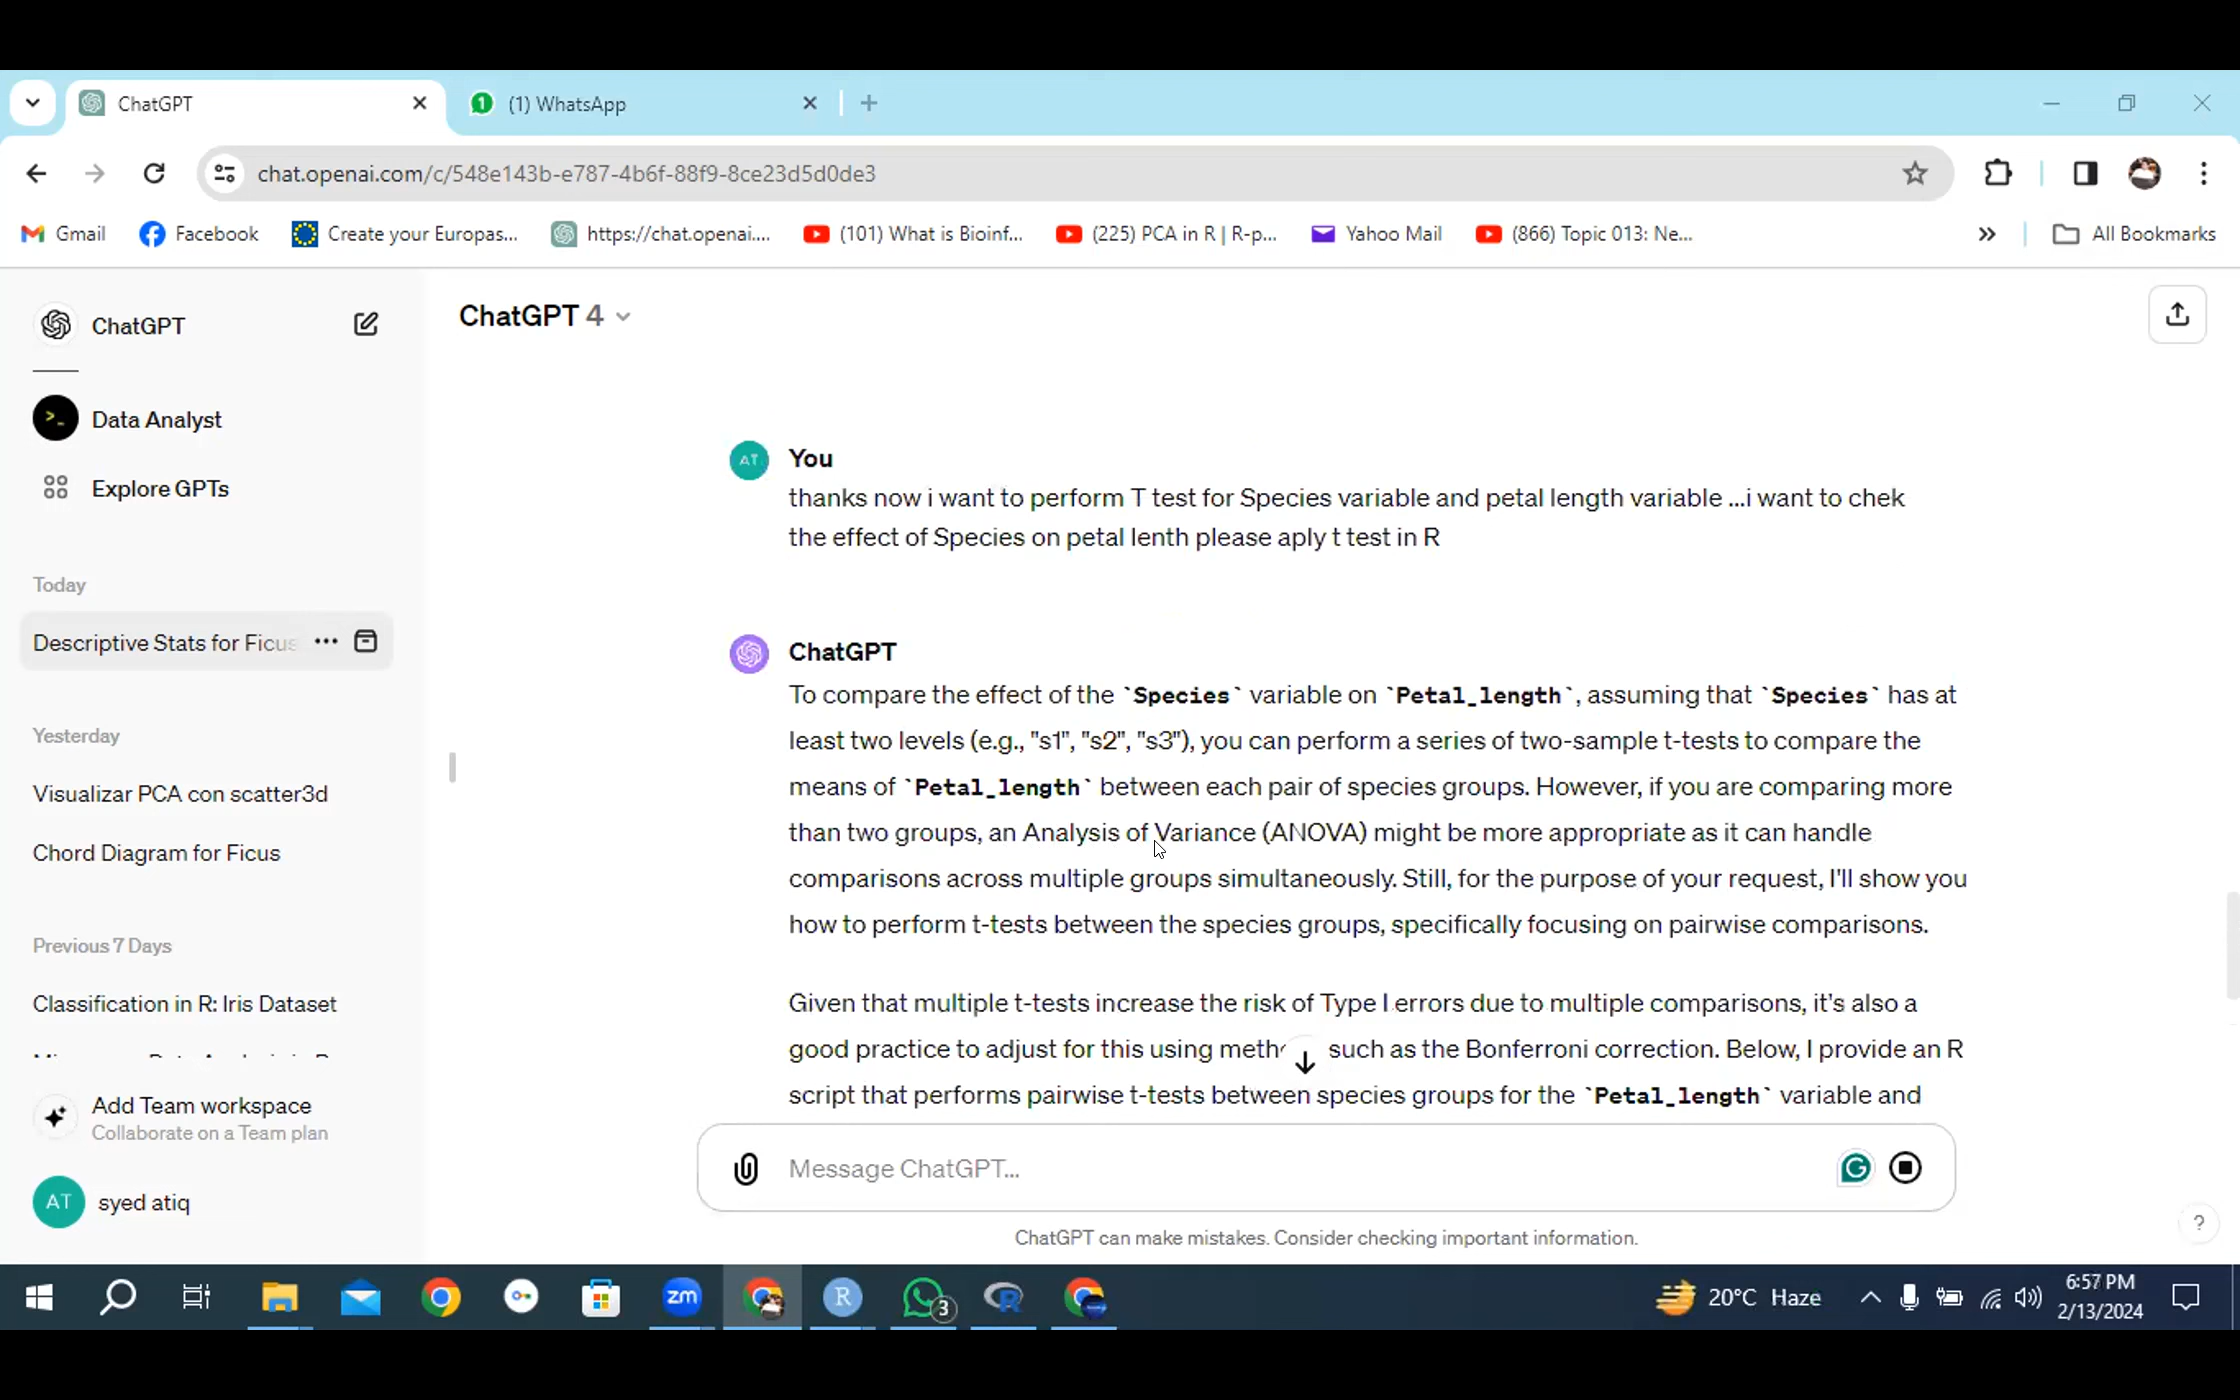 ChatGPT
(1) WhatsApp
chat.openai.com/c/548e143b-e787-4b6f-88f9-8ce23d5d0de3
Gmail
Facebook
Create your Europas...
https://chat.openai....
(101) What is Bioinf...
(225) PCA in R | R-p...
Yahoo Mail
(866) Topic 013: Ne...
»
All Bookmarks
ChatGPT
Data Analyst
Explore GPTs
Today
Descriptive Stats for Ficus
Yesterday
Visualizar PCA con scatter3d
Chord Diagram for Ficus
Previous 7 Days
Classification in R: Iris Dataset
Add Team workspace
Collaborate on a Team plan
AT
syed atiq
ChatGPT 4
AT
You
thanks now i want to perform T test for Species variable and petal length variable ...i want to chek
the effect of Species on petal lenth please aply t test in R
ChatGPT
To compare the effect of the `Species` variable on `Petal_length`, assuming that `Species` has at
least two levels (e.g., "s1", "s2", "s3"), you can perform a series of two-sample t-tests to compare the
means of `Petal_length` between each pair of species groups. However, if you are comparing more
than two groups, an Analysis of Variance (ANOVA) might be more appropriate as it can handle
comparisons across multiple groups simultaneously. Still, for the purpose of your request, I'll show you
how to perform t-tests between the species groups, specifically focusing on pairwise comparisons.
Given that multiple t-tests increase the risk of Type I errors due to multiple comparisons, it's also a
good practice to adjust for this using such as the Bonferroni correction. Below, I provide an R
script that performs pairwise t-tests between species groups for the `Petal_length` variable and
Message ChatGPT...
ChatGPT can make mistakes. Consider checking important information.
?
zm
R
3
R
20°C Haze
6:57 PM
2/13/2024